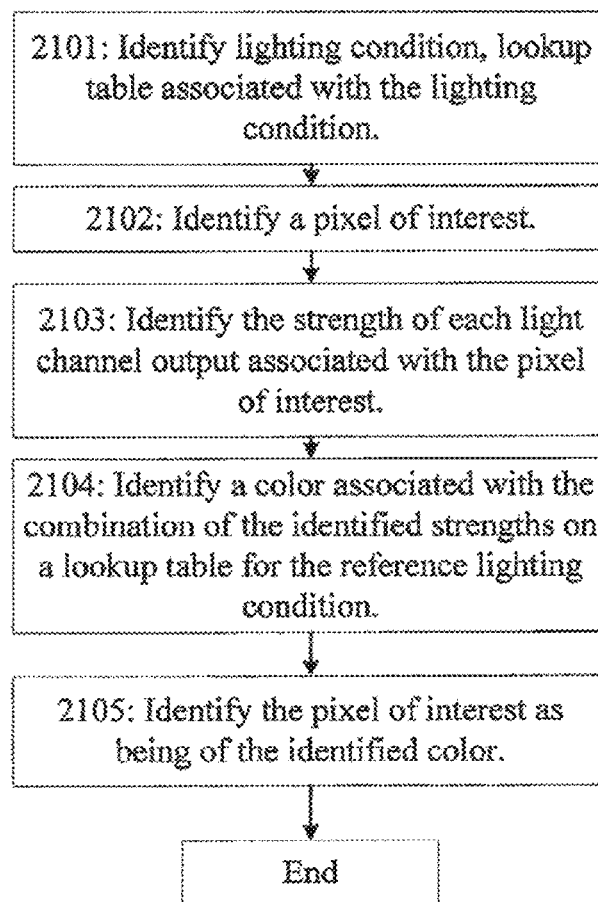 2101: Identify lighting condition, lookup
table associated with the lighting
condition.
2102: Identify a pixel of interest.
2103: Identify the strength of each light
channel output associated with the pixel
of interest.
2104: Identify a color associated with the
combination of the identified strengths on
a lookup table for the reference lighting
condition.
2105: Identify the pixel of interest as
being of the identified color.
End